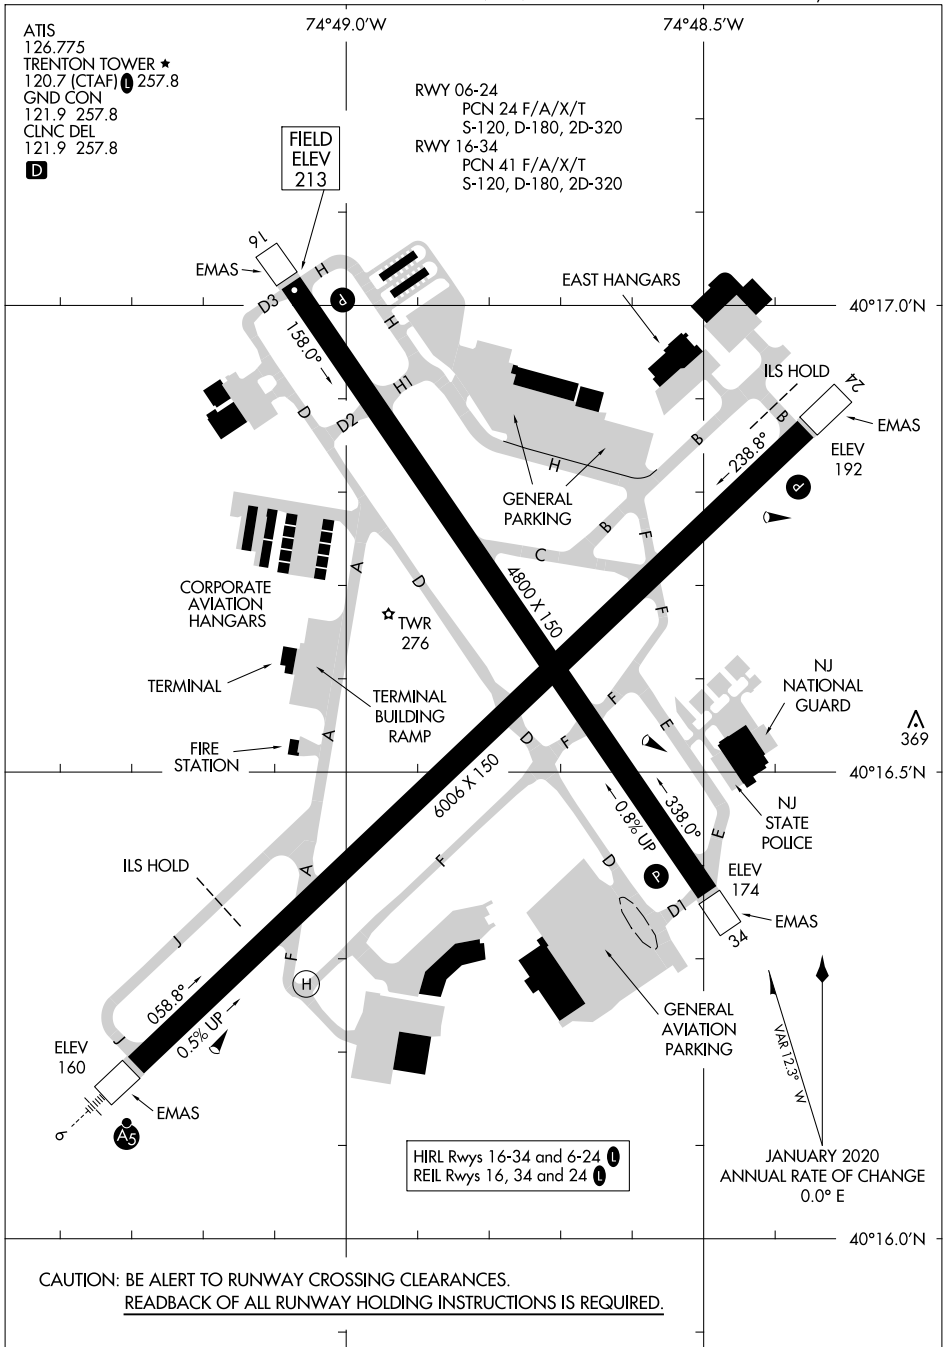 74°49.0'W
74°48.5'W
ATIS
126.775
TRENTON TOWER ★
120.7 (CTAF) L 257.8
GND CON
121.9 257.8
CLNC DEL
121.9 257.8
D
RWY 06-24
PCN 24 F/A/X/T
S-120, D-180, 2D-320
RWY 16-34
PCN 41 F/A/X/T
S-120, D-180, 2D-320
FIELD
ELEV
213
16
EMAS
H
D3
P
H
158.0°
EAST HANGARS
40°17.0'N
ILS HOLD
24
H1
D
D2
B
B
EMAS
238.8°
ELEV
192
H
P
GENERAL
PARKING
B
F
C
A
D
4800 X 150
F
CORPORATE
AVIATION
HANGARS
TWR
276
TERMINAL
TERMINAL
BUILDING
RAMP
NJ
NATIONAL
GUARD
F
E
369
A
D
F
FIRE
STATION
6006 X 150
40°16.5'N
338.0°
0.8% UP
NJ
STATE
POLICE
E
ILS HOLD
A
F
D
P
ELEV
174
D1
EMAS
34
J
F
H
058.8°
0.5% UP
GENERAL
AVIATION
PARKING
VAR 12.3° W
J
ELEV
160
EMAS
6
A5
HIRL Rwys 16-34 and 6-24 L
REIL Rwys 16, 34 and 24 L
JANUARY 2020
ANNUAL RATE OF CHANGE
0.0° E
40°16.0'N
CAUTION: BE ALERT TO RUNWAY CROSSING CLEARANCES.
READBACK OF ALL RUNWAY HOLDING INSTRUCTIONS IS REQUIRED.